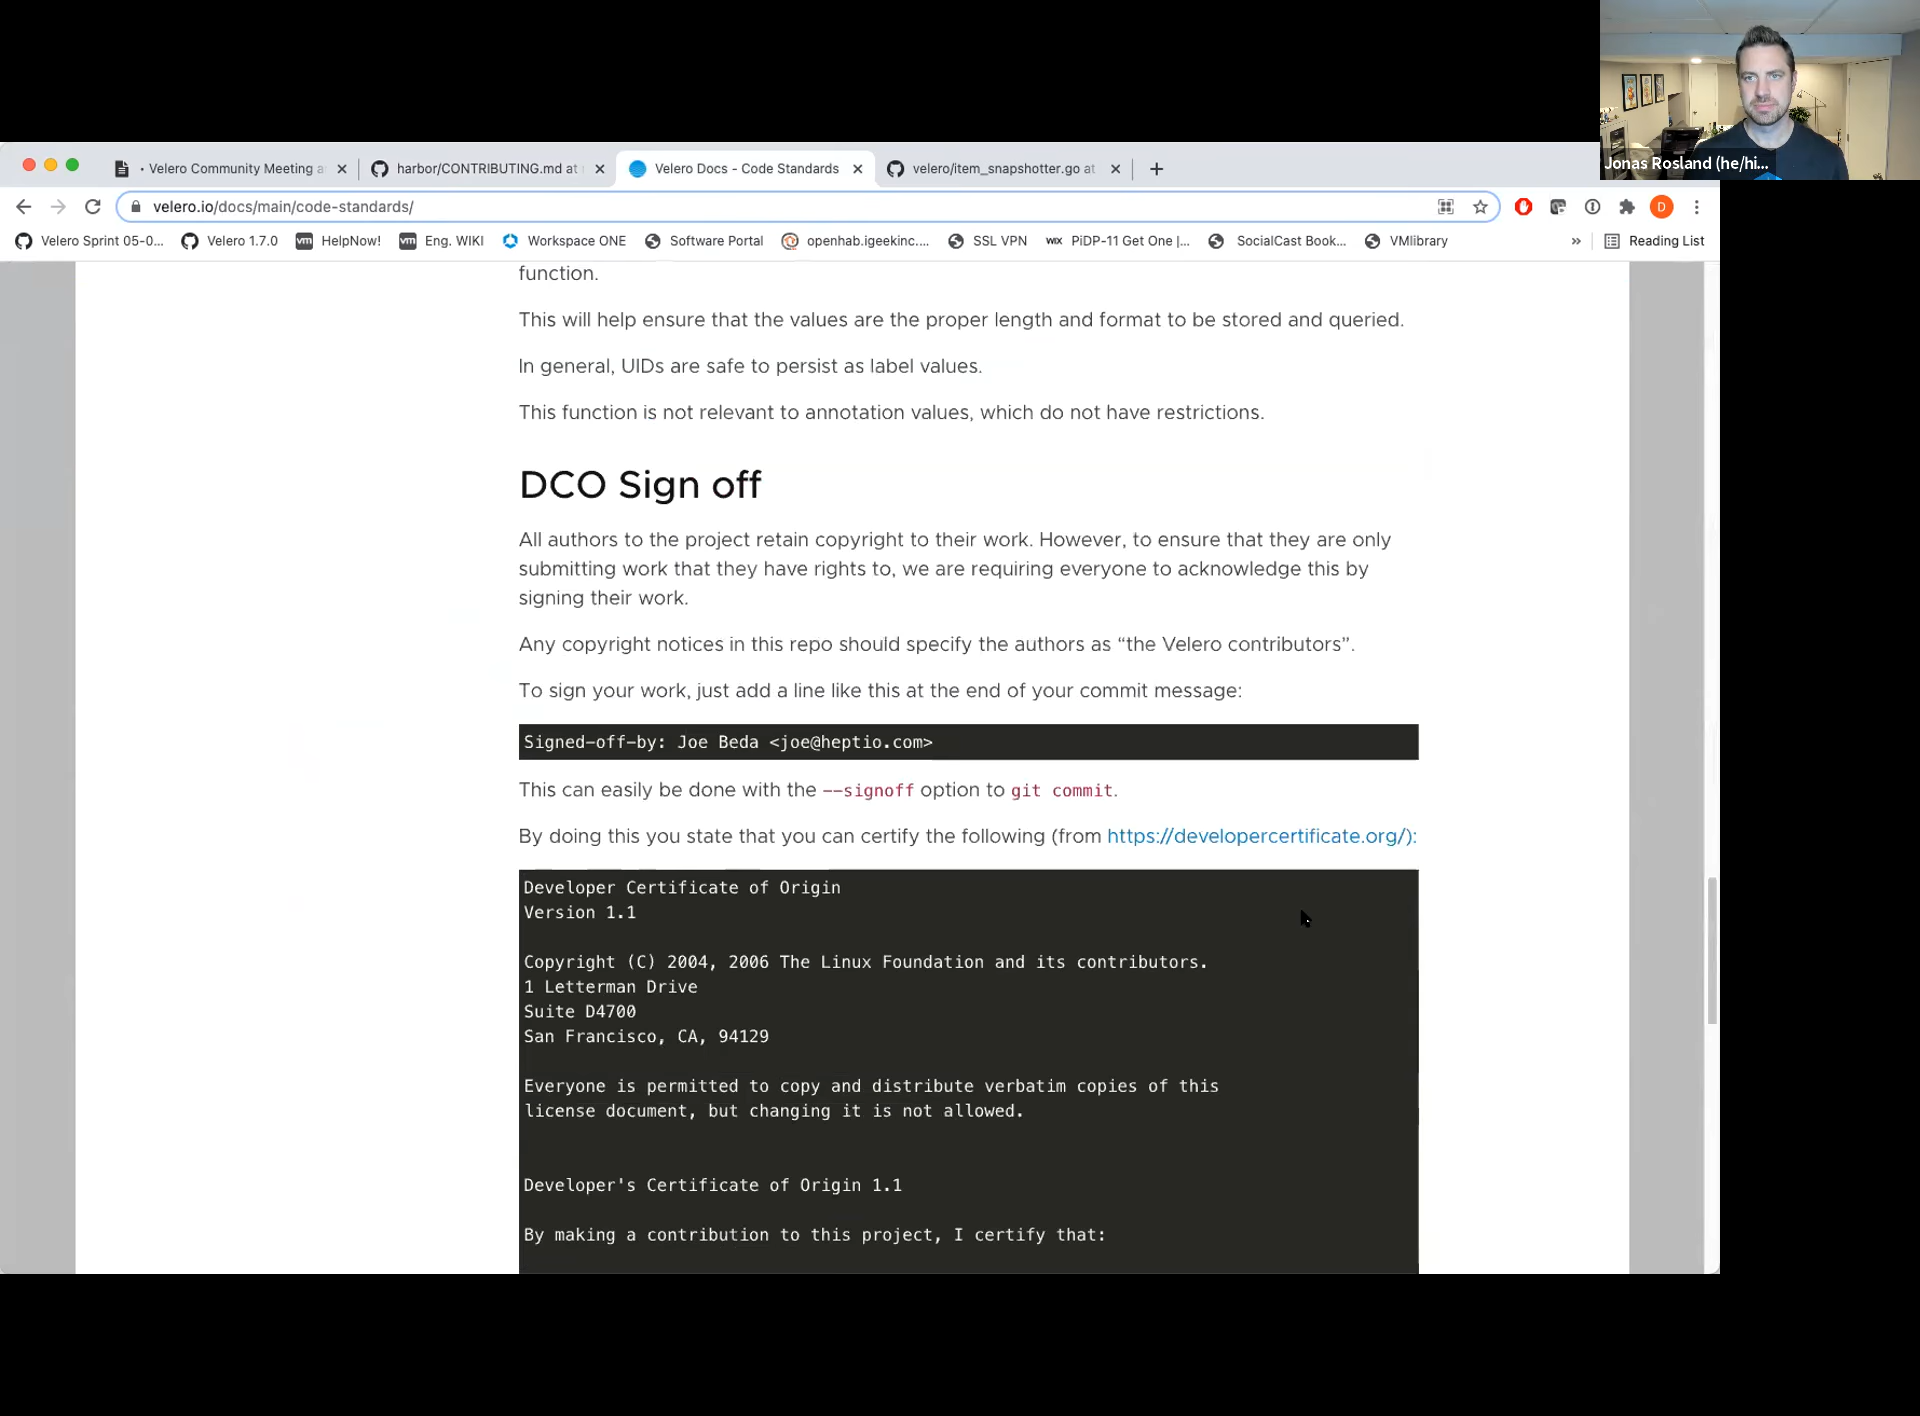 Jonas Rosland (he/hi...
Velero Community Meeting a
harbor/CONTRIBUTING.md at
Velero Docs - Code Standards
velero/item_snapshotter.go at
velero.io/docs/main/code-standards/
D
Velero Sprint 05-0...
Velero 1.7.0
vm HelpNow!
vm Eng. WIKI
Workspace ONE
Software Portal
openhab.igeekinc....
SSL VPN
WIX PiDP-11 Get One |...
SocialCast Book...
VMlibrary
»
Reading List
function.
This will help ensure that the values are the proper length and format to be stored and queried.
In general, UIDs are safe to persist as label values.
This function is not relevant to annotation values, which do not have restrictions.
DCO Sign off
All authors to the project retain copyright to their work. However, to ensure that they are only
submitting work that they have rights to, we are requiring everyone to acknowledge this by
signing their work.
Any copyright notices in this repo should specify the authors as “the Velero contributors”.
To sign your work, just add a line like this at the end of your commit message:
Signed-off-by: Joe Beda <joe@heptio.com>
This can easily be done with the --signoff option to git commit.
By doing this you state that you can certify the following (from https://developercertificate.org/):
Developer Certificate of Origin
Version 1.1
Copyright (C) 2004, 2006 The Linux Foundation and its contributors.
1 Letterman Drive
Suite D4700
San Francisco, CA, 94129
Everyone is permitted to copy and distribute verbatim copies of this
license document, but changing it is not allowed.
Developer's Certificate of Origin 1.1
By making a contribution to this project, I certify that: